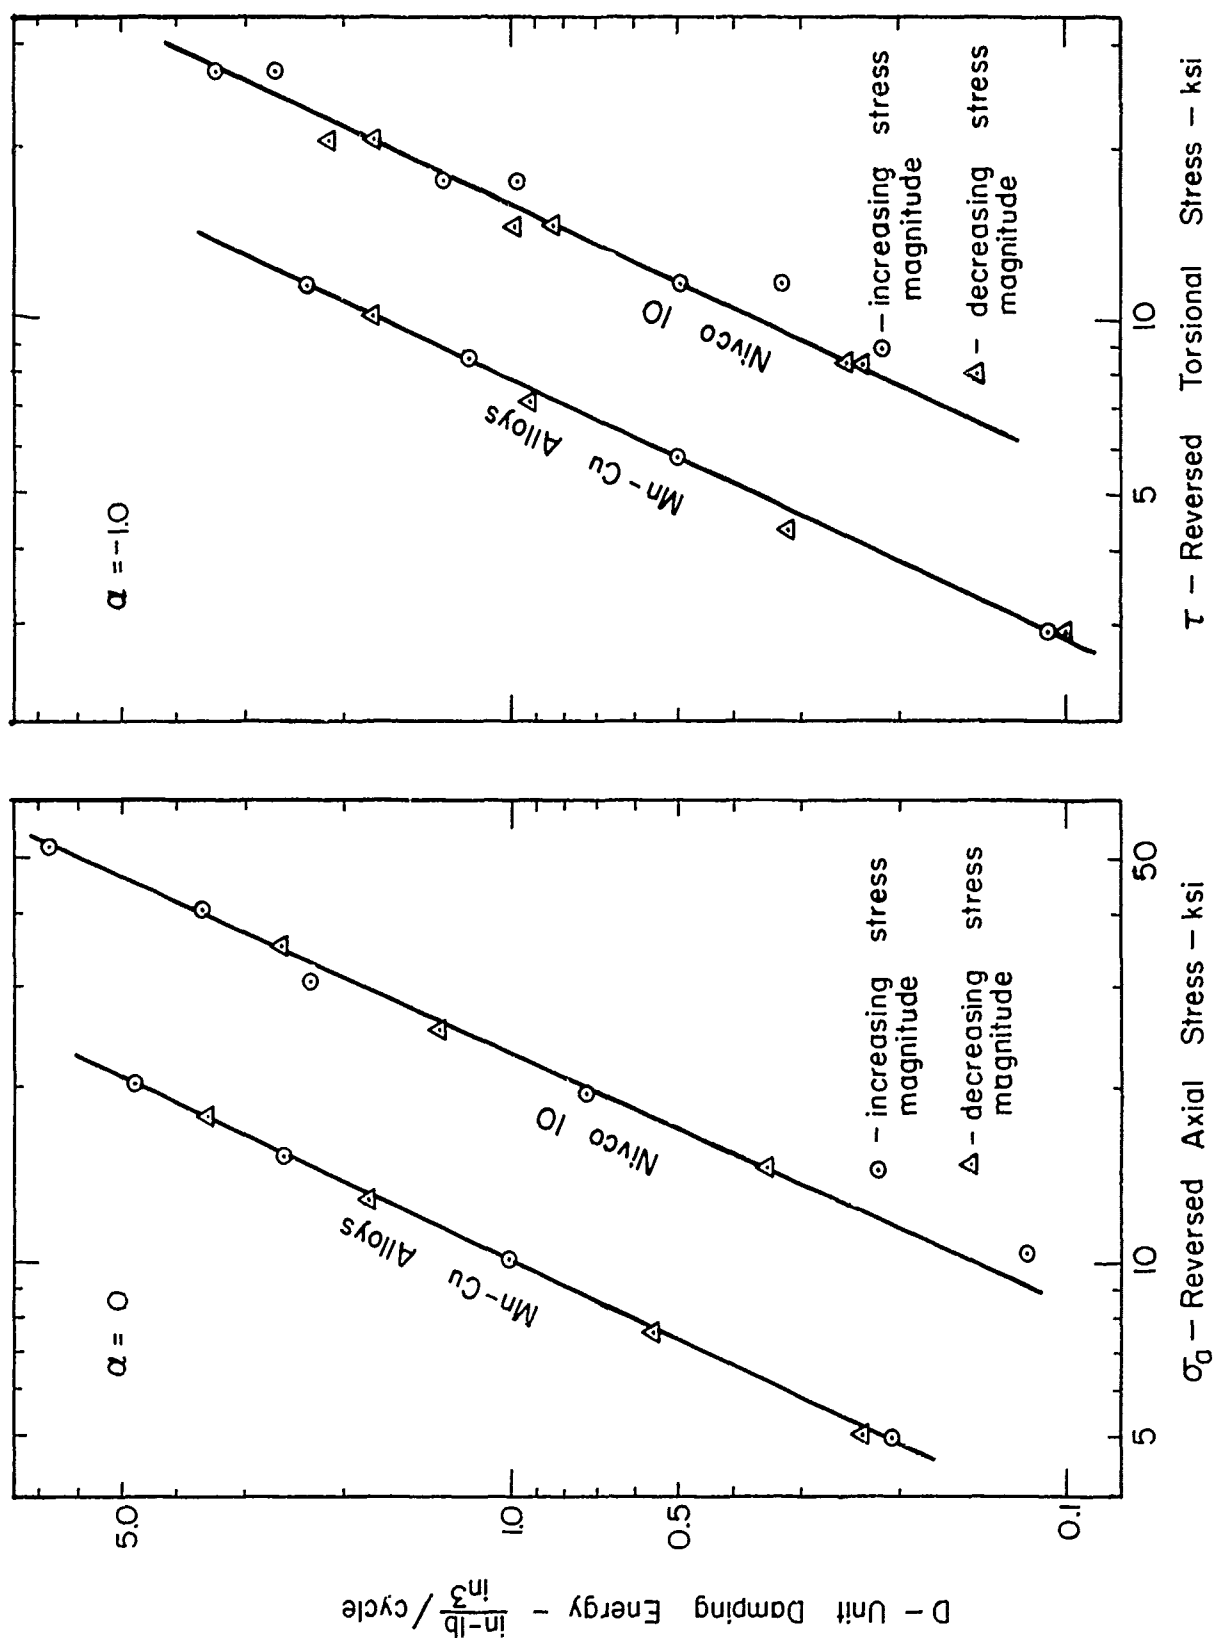 D – Unit Damping Energy – in-lb/in3 / cycle
5.0
1.0
0.5
0.1
α = 0
Mn-Cu Alloys
Nivco 10
⊙ – increasing stress
magnitude
△ – decreasing stress
magnitude
5
10
50
σa – Reversed Axial Stress – ksi
α = -1.0
Mn-Cu Alloys
Nivco 10
⊙ – increasing stress
magnitude
△ – decreasing stress
magnitude
5
10
τ – Reversed Torsional Stress – ksi